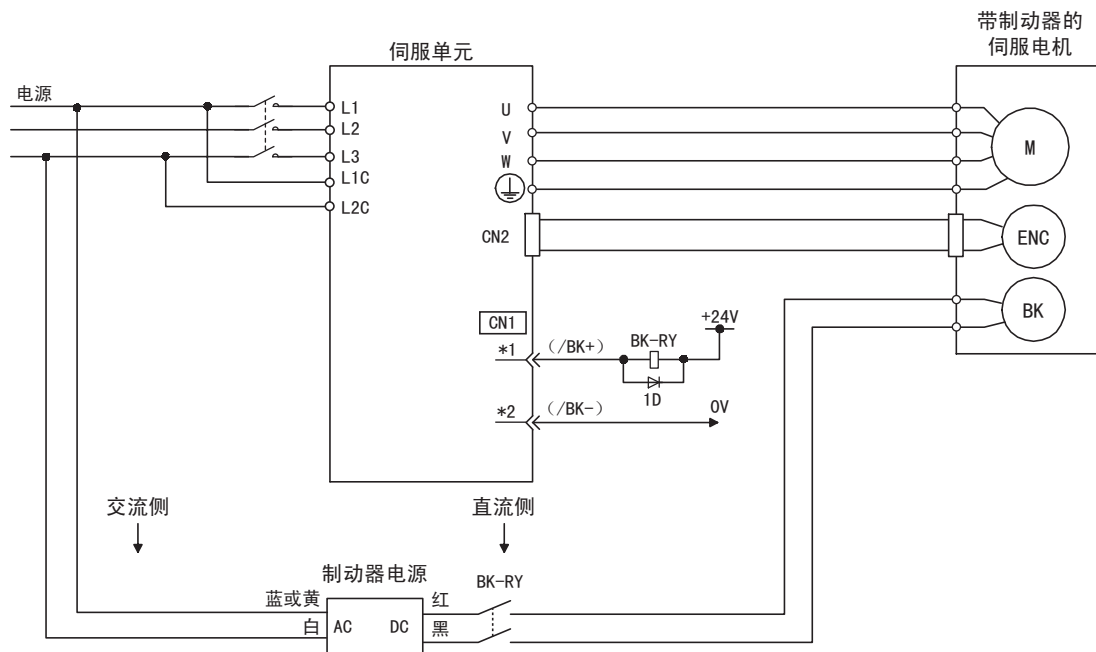 带制动器的
伺服电机
伺服单元
电源
L1
L2
L3
L1C
L2C
U
V
W
CN2
CN1
*1
(/BK+)
BK-RY
+24V
1D
*2
(/BK-)
0V
M
ENC
BK
交流侧
直流侧
制动器电源
BK-RY
蓝或黄
白
AC
DC
红
黑